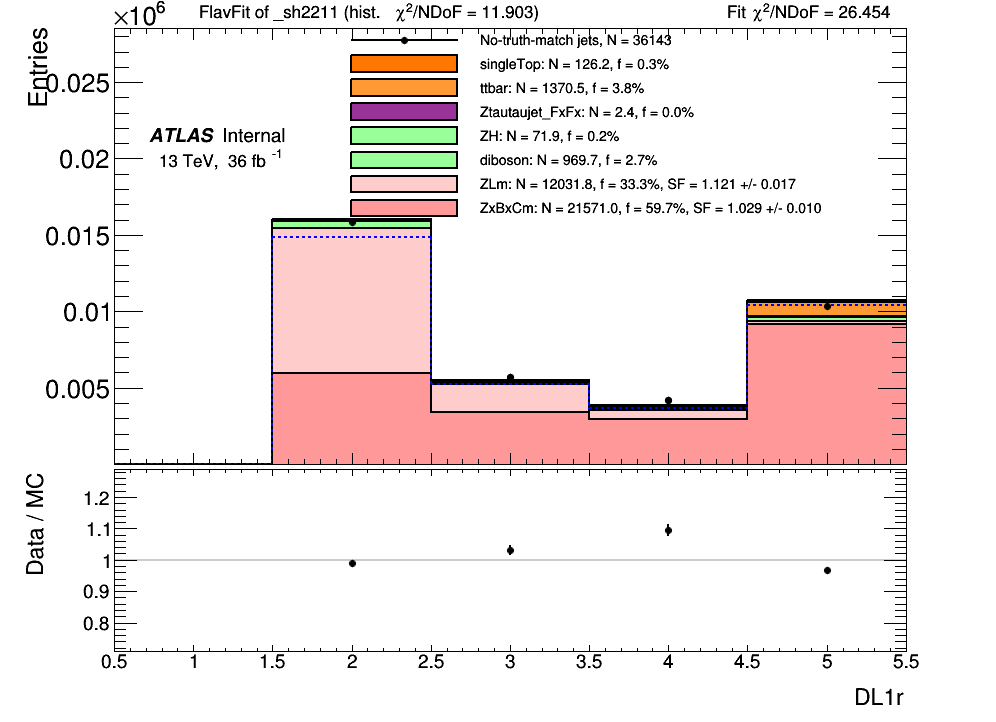 ×10⁶ FlavFit of _sh2211 (hist. χ²/NDoF = 11.903) Fit χ²/NDoF = 26.454
Entries
No-truth-match jets, N = 36143
singleTop: N = 126.2, f = 0.3%
ttbar: N = 1370.5, f = 3.8%
Ztautaujet_FxFx: N = 2.4, f = 0.0%
ZH: N = 71.9, f = 0.2%
diboson: N = 969.7, f = 2.7%
ZLm: N = 12031.8, f = 33.3%, SF = 1.121 +/- 0.017
ZxBxCm: N = 21571.0, f = 59.7%, SF = 1.029 +/- 0.010
ATLAS Internal
13 TeV, 36 fb⁻¹
0.025
0.02
0.015
0.01
0.005
Data / MC
1.2
1.1
1
0.9
0.8
0.5 1 1.5 2 2.5 3 3.5 4 4.5 5 5.5
DL1r